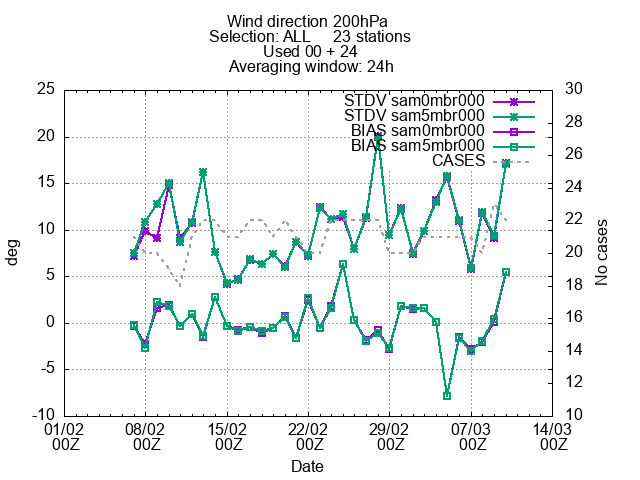 Wind direction 200hPa
Selection: ALL 23 stations
Used 00 + 24
Averaging window: 24h
STDV sam0mbr000
STDV sam5mbr000
BIAS sam0mbr000
BIAS sam5mbr000
CASES
25
20
15
10
5
0
-5
-10
deg
30
28
26
24
22
20
18
16
14
12
10
No cases
01/02 08/02 15/02 22/02 29/02 07/03 14/03
00Z 00Z 00Z 00Z 00Z 00Z 00Z
Date